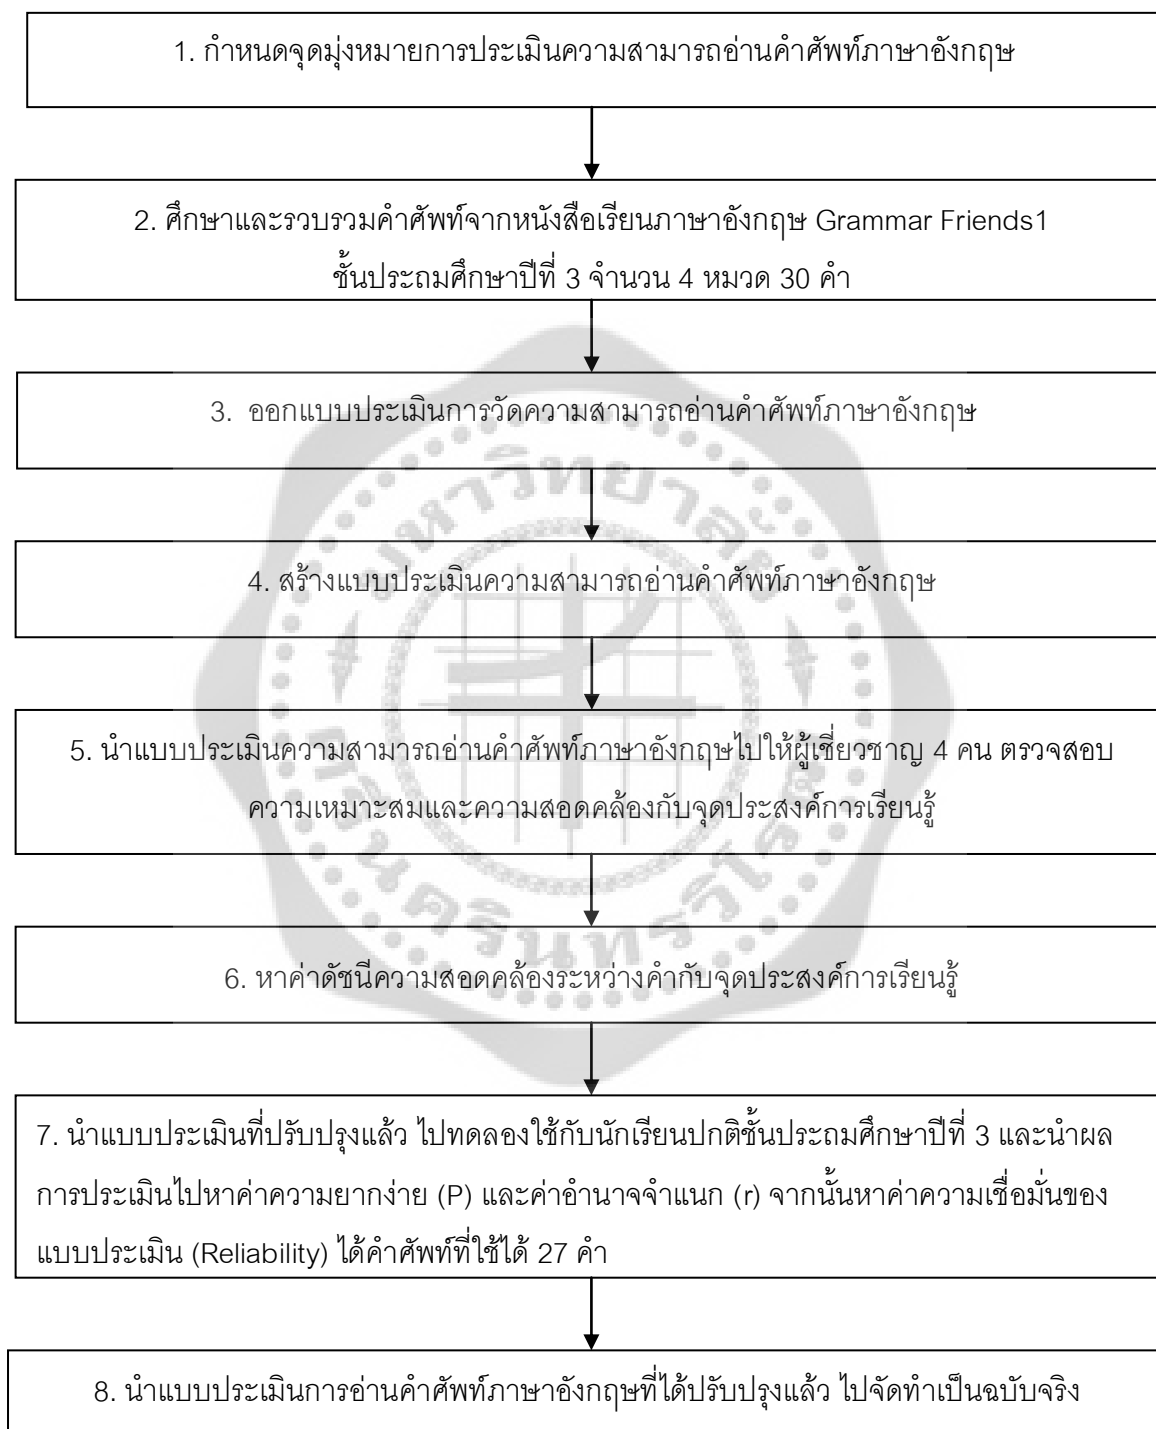 1. กำหนดจุดมุ่งหมายการประเมินความสามารถอ่านคำศัพท์ภาษาอังกฤษ
2. ศึกษาและรวบรวมคำศัพท์จากหนังสือเรียนภาษาอังกฤษ Grammar Friends1
ชั้นประถมศึกษาปีที่ 3 จำนวน 4 หมวด 30 คำ
3. ออกแบบประเมินการวัดความสามารถอ่านคำศัพท์ภาษาอังกฤษ
4. สร้างแบบประเมินความสามารถอ่านคำศัพท์ภาษาอังกฤษ
5. นำแบบประเมินความสามารถอ่านคำศัพท์ภาษาอังกฤษไปให้ผู้เชี่ยวชาญ 4 คน ตรวจสอบ
ความเหมาะสมและความสอดคล้องกับจุดประสงค์การเรียนรู้
6. หาค่าดัชนีความสอดคล้องระหว่างคำกับจุดประสงค์การเรียนรู้
7. นำแบบประเมินที่ปรับปรุงแล้ว ไปทดลองใช้กับนักเรียนปกติชั้นประถมศึกษาปีที่ 3 และนำผล
การประเมินไปหาค่าความยากง่าย (P) และค่าอำนาจจำแนก (r) จากนั้นหาค่าความเชื่อมั่นของ
แบบประเมิน (Reliability) ได้คำศัพท์ที่ใช้ได้ 27 คำ
8. นำแบบประเมินการอ่านคำศัพท์ภาษาอังกฤษที่ได้ปรับปรุงแล้ว ไปจัดทำเป็นฉบับจริง
มหาวิทยาลัย
ศรีนครินทรวิโรฒ